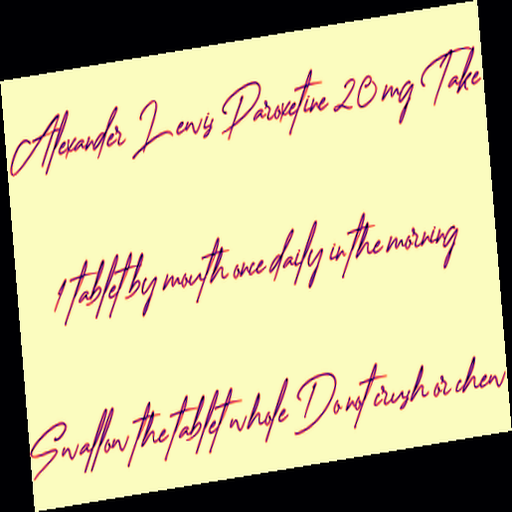 Alexander Lewis Paroxetine 20 mg Take
1 tablet by mouth once daily in the morning
Swallow the tablet whole Do not crush or chew